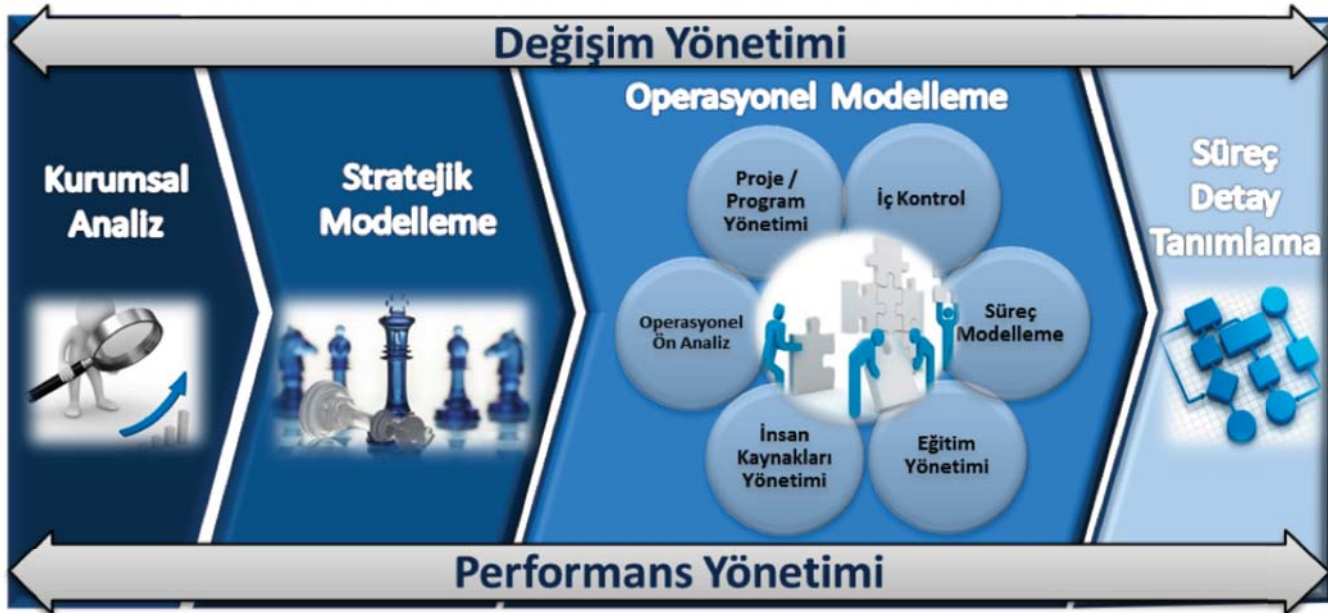 Değişim Yönetimi
Kurumsal
Analiz
Stratejik
Modelleme
Operasyonel Modelleme
Proje /
Program
Yönetimi
İç Kontrol
Operasyonel
Ön Analiz
Süreç
Modelleme
İnsan
Kaynakları
Yönetimi
Eğitim
Yönetimi
Süreç
Detay
Tanımlama
Performans Yönetimi